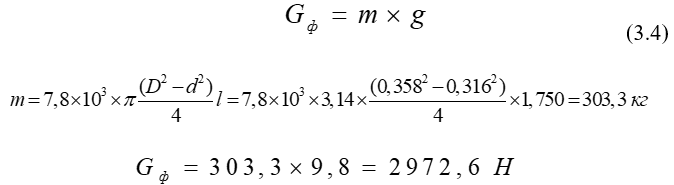 G_ф = m × g
(3.4)
m = 7,8×10³ × π (D² − d²)/4 l = 7,8×10³ × 3,14 × (0,358² − 0,316²)/4 × 1,750 = 303,3 кг
G_ф = 303,3 × 9,8 = 2972,6 Н